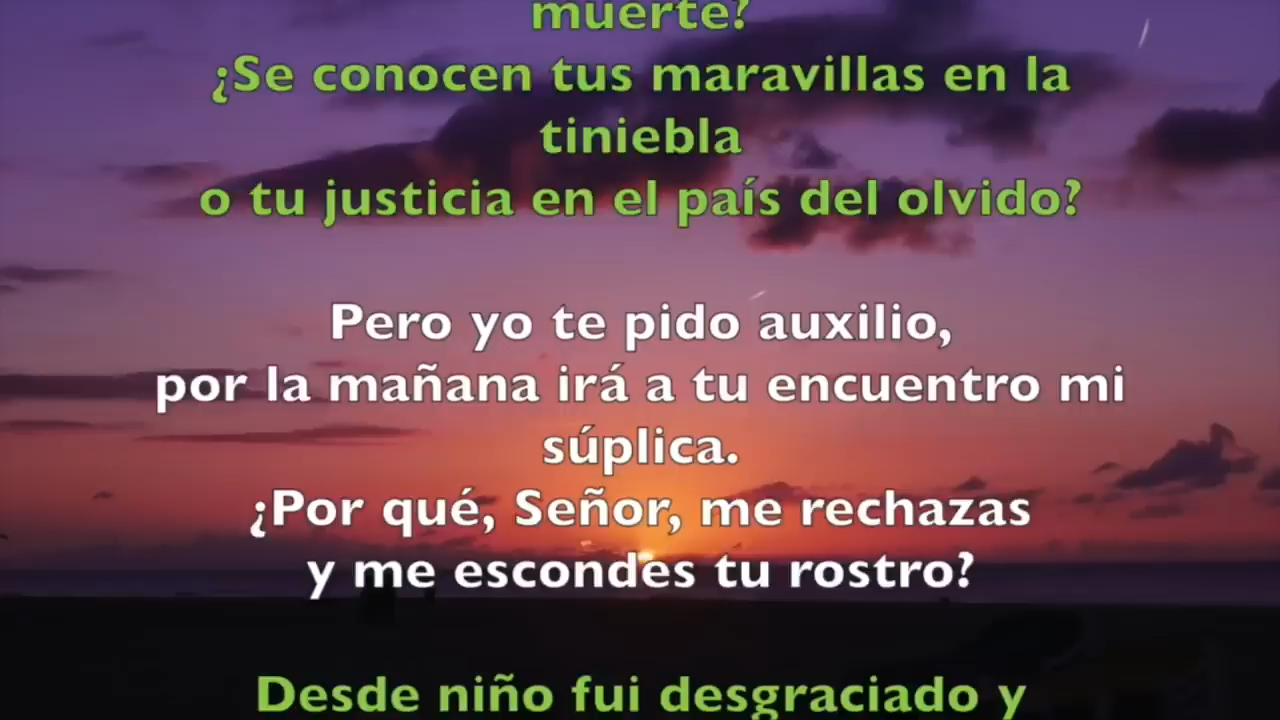 muerte?
¿Se conocen tus maravillas en la
tiniebla
o tu justicia en el país del olvido?
Pero yo te pido auxilio,
por la mañana irá a tu encuentro mi
súplica.
¿Por qué, Señor, me rechazas
y me escondes tu rostro?
Desde niño fui desgraciado y